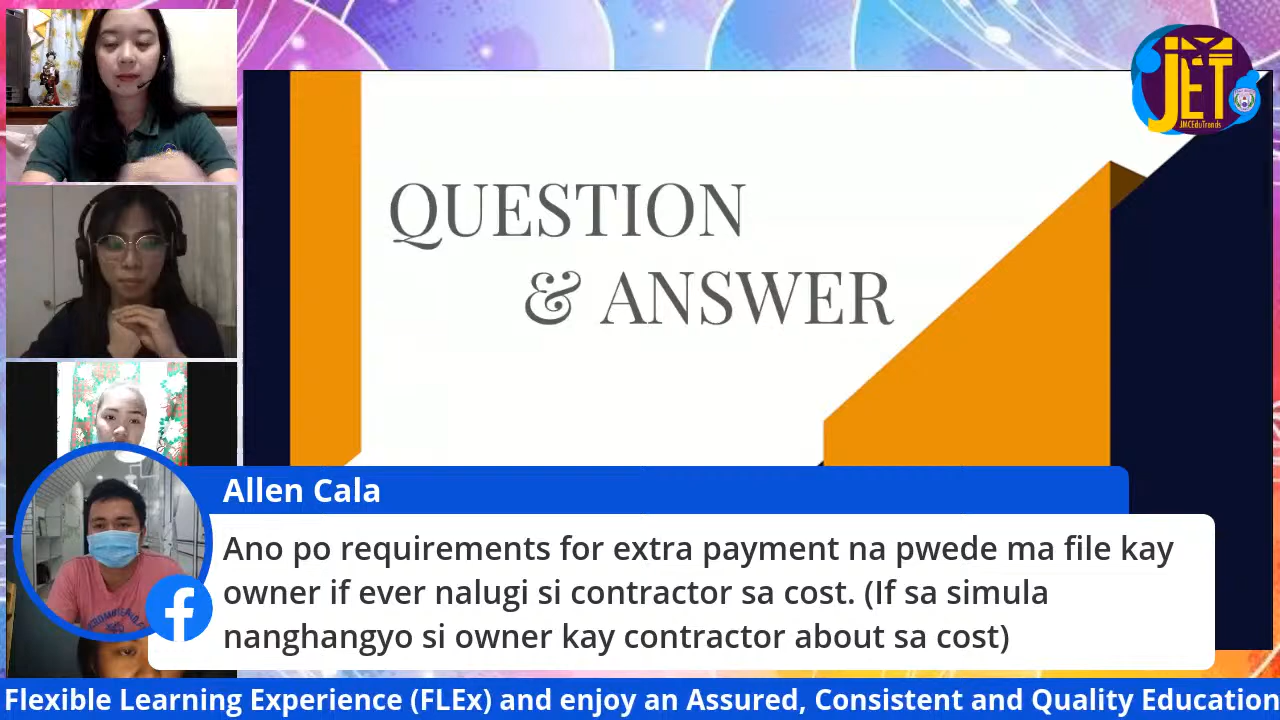 JET
JMCEduTrends
QUESTION
& ANSWER
Allen Cala
Ano po requirements for extra payment na pwede ma file kay
owner if ever nalugi si contractor sa cost. (If sa simula
nanghangyo si owner kay contractor about sa cost)
Flexible Learning Experience (FLEx) and enjoy an Assured, Consistent and Quality Education